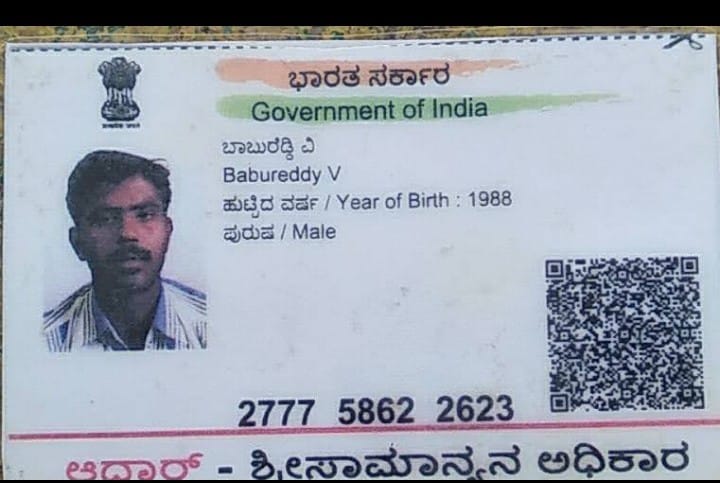 ಭಾರತ ಸರ್ಕಾರ
Government of India
ಬಾಬುರೆಡ್ಡಿ ವಿ
Babureddy V
ಹುಟ್ಟಿದ ವರ್ಷ / Year of Birth : 1988
ಪುರುಷ / Male
2777 5862 2623
ಆಧಾರ್ - ಶ್ರೀಸಾಮಾನ್ಯನ ಅಧಿಕಾರ